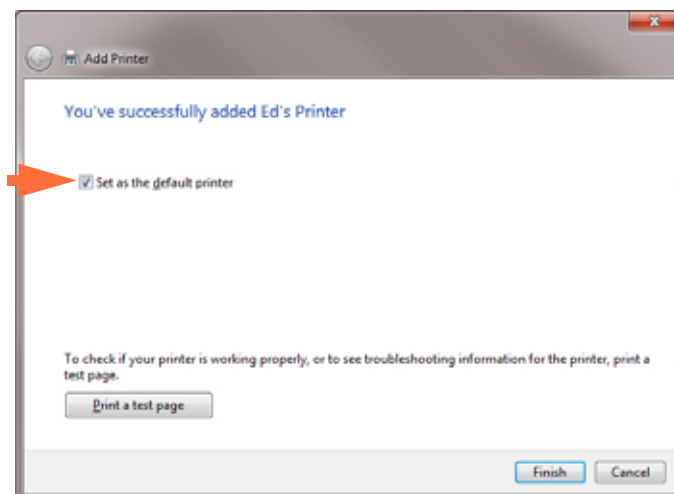 Add Printer
You've successfully added Ed's Printer
Set as the default printer
To check if your printer is working properly, or to see troubleshooting information for the printer, print a
test page.
Print a test page
Finish Cancel